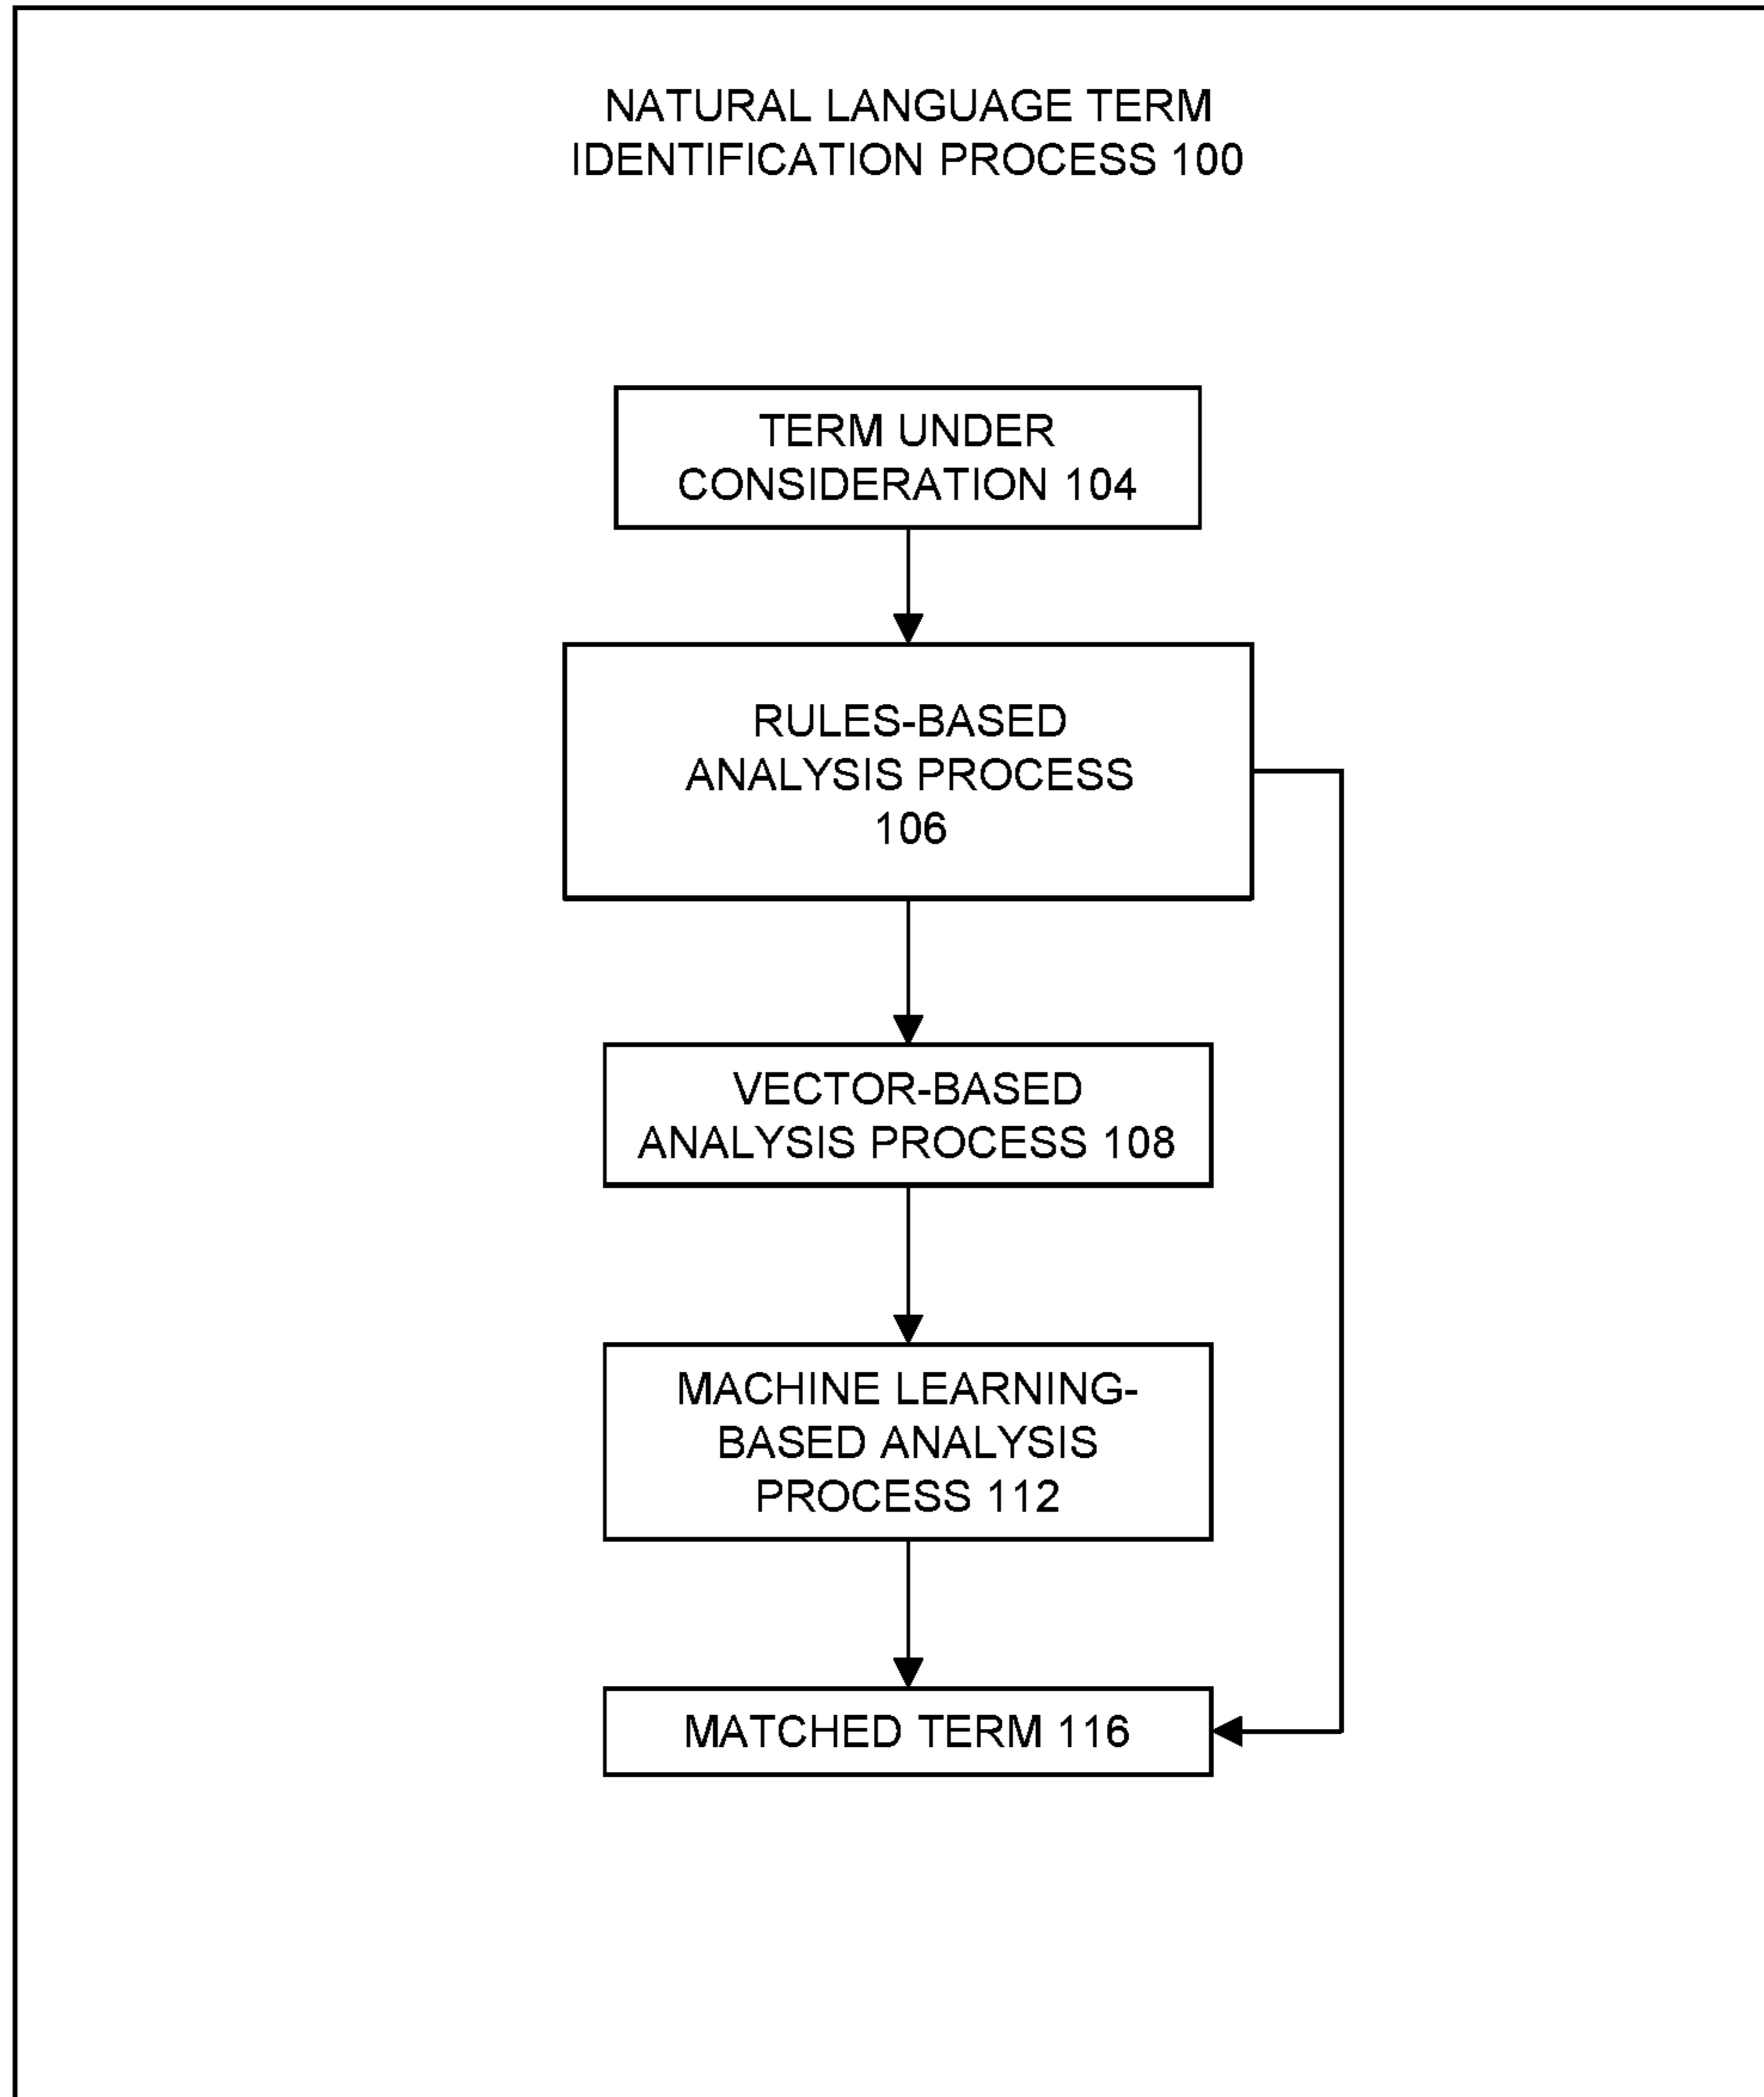 NATURAL LANGUAGE TERM
IDENTIFICATION PROCESS 100
TERM UNDER
CONSIDERATION 104
RULES-BASED
ANALYSIS PROCESS
106
VECTOR-BASED
ANALYSIS PROCESS 108
MACHINE LEARNING-
BASED ANALYSIS
PROCESS 112
MATCHED TERM 116